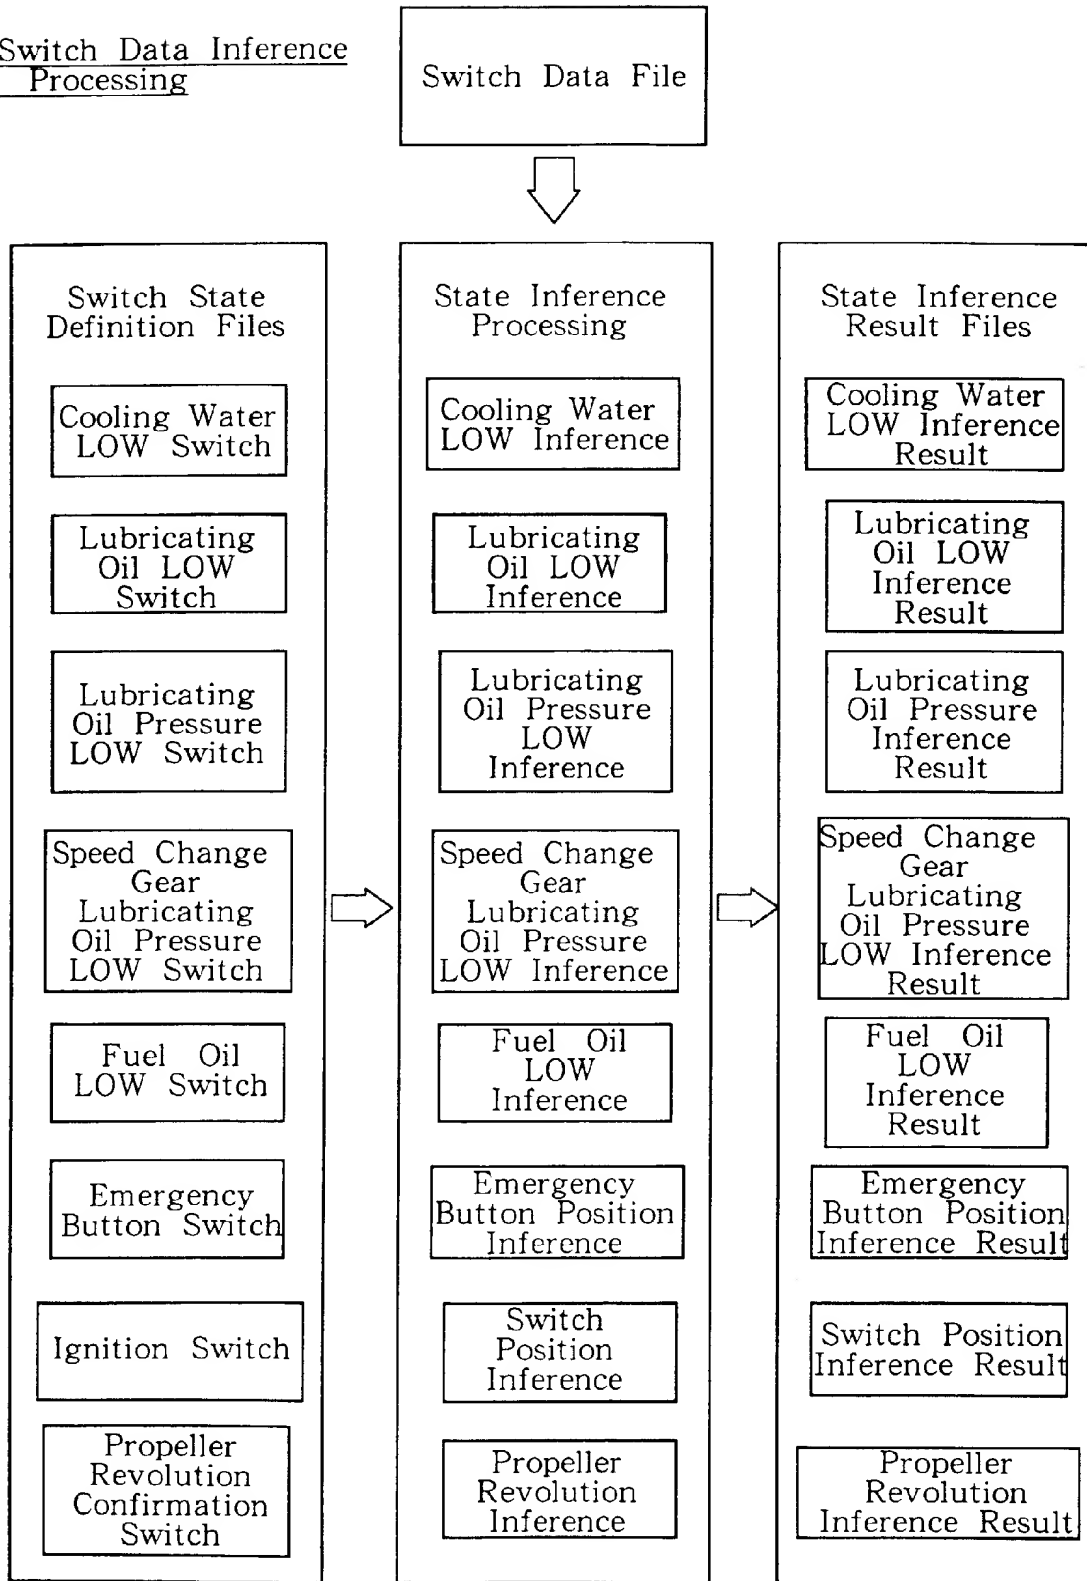 Switch Data Inference
Processing
Switch Data File
Switch State
Definition Files
Cooling Water
LOW Switch
Lubricating
Oil LOW
Switch
Lubricating
Oil Pressure
LOW Switch
Speed Change
Gear
Lubricating
Oil Pressure
LOW Switch
Fuel Oil
LOW Switch
Emergency
Button Switch
Ignition Switch
Propeller
Revolution
Confirmation
Switch
State Inference
Processing
Cooling Water
LOW Inference
Lubricating
Oil LOW
Inference
Lubricating
Oil Pressure
LOW
Inference
Speed Change
Gear
Lubricating
Oil Pressure
LOW Inference
Fuel Oil
LOW
Inference
Emergency
Button Position
Inference
Switch
Position
Inference
Propeller
Revolution
Inference
State Inference
Result Files
Cooling Water
LOW Inference
Result
Lubricating
Oil LOW
Inference
Result
Lubricating
Oil Pressure
Inference
Result
Speed Change
Gear
Lubricating
Oil Pressure
LOW Inference
Result
Fuel Oil
LOW
Inference
Result
Emergency
Button Position
Inference Result
Switch Position
Inference Result
Propeller
Revolution
Inference Result